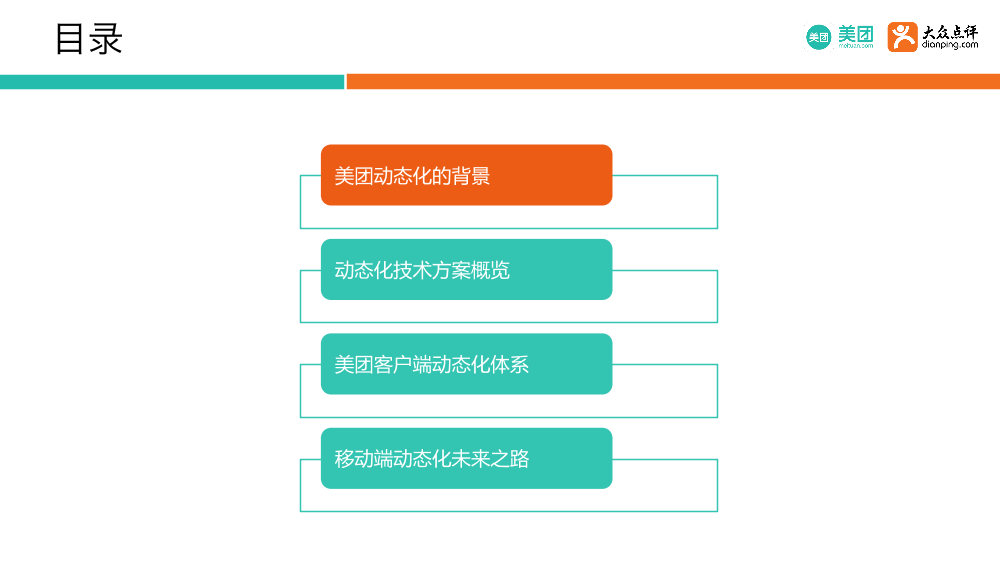 目录
美团
美团
meituan.com
大众点评
dianping.com
美团动态化的背景
动态化技术方案概览
美团客户端动态化体系
移动端动态化未来之路